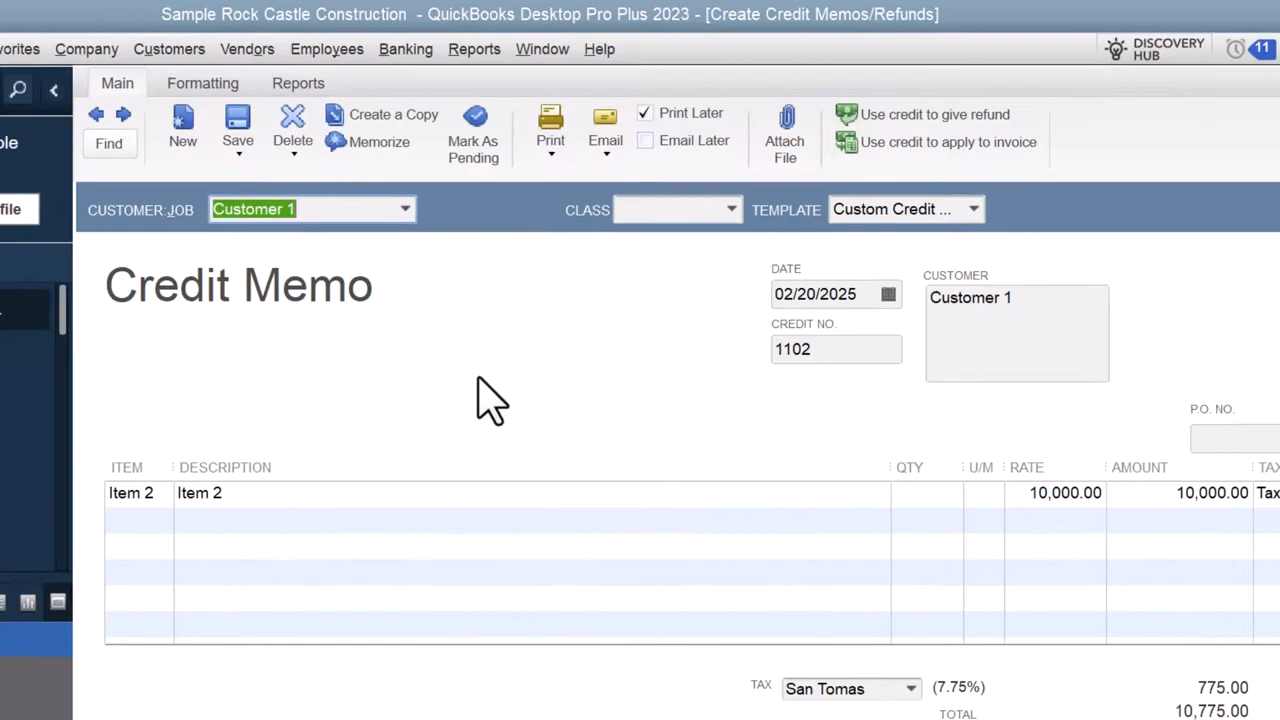 Sample Rock Castle Construction - QuickBooks Desktop Pro Plus 2023 - [Create Credit Memos/Refunds]
vorites Company Customers Vendors Employees Banking Reports Window Help
DISCOVERY
HUB
11
Main Formatting Reports
Find
New
Save
Delete
Create a Copy
Memorize
Mark As
Pending
Print
Email
Print Later
Email Later
Attach
File
Use credit to give refund
Use credit to apply to invoice
ple
file
CUSTOMER:JOB Customer 1 CLASS TEMPLATE Custom Credit ...
Credit Memo
DATE
02/20/2025
CREDIT NO.
1102
CUSTOMER
Customer 1
P.O. NO.
ITEM DESCRIPTION QTY U/M RATE AMOUNT TAX
Item 2 Item 2 10,000.00 10,000.00 Tax
TAX San Tomas (7.75%) 775.00
TOTAL 10,775.00